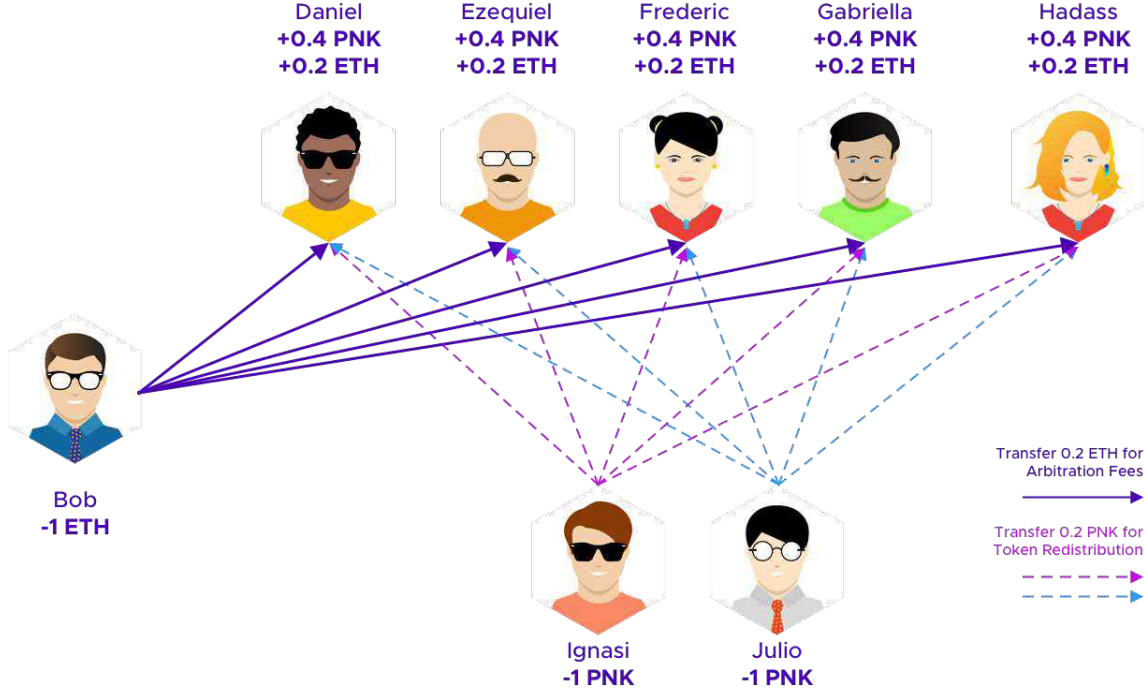 Daniel
+0.4 PNK
+0.2 ETH
Ezequiel
+0.4 PNK
+0.2 ETH
Frederic
+0.4 PNK
+0.2 ETH
Gabriella
+0.4 PNK
+0.2 ETH
Hadass
+0.4 PNK
+0.2 ETH
Bob
-1 ETH
Transfer 0.2 ETH for
Arbitration Fees
Transfer 0.2 PNK for
Token Redistribution
Ignasi
-1 PNK
Julio
-1 PNK